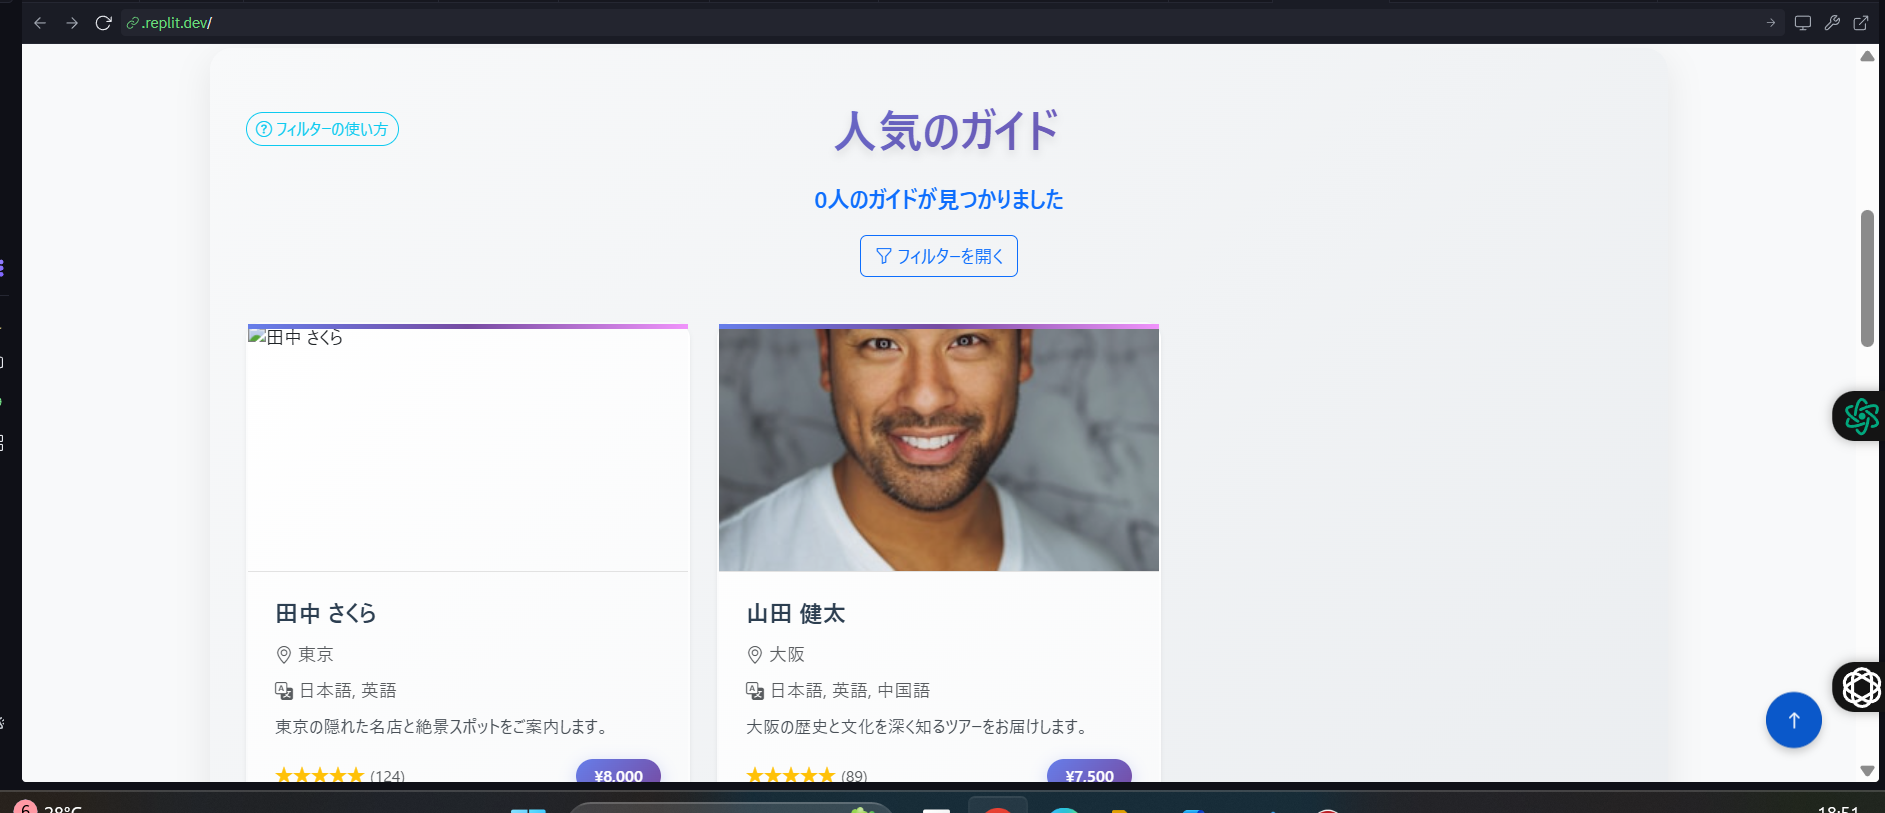 .replit.dev/
フィルターの使い方
人気のガイド
0人のガイドが見つかりました
フィルターを開く
田中 さくら
田中 さくら
東京
日本語, 英語
東京の隠れた名店と絶景スポットをご案内します。
★★★★★ (124)
¥8,000
山田 健太
大阪
日本語, 英語, 中国語
大阪の歴史と文化を深く知るツアーをお届けします。
★★★★★ (89)
¥7,500
6
28°C
18:51